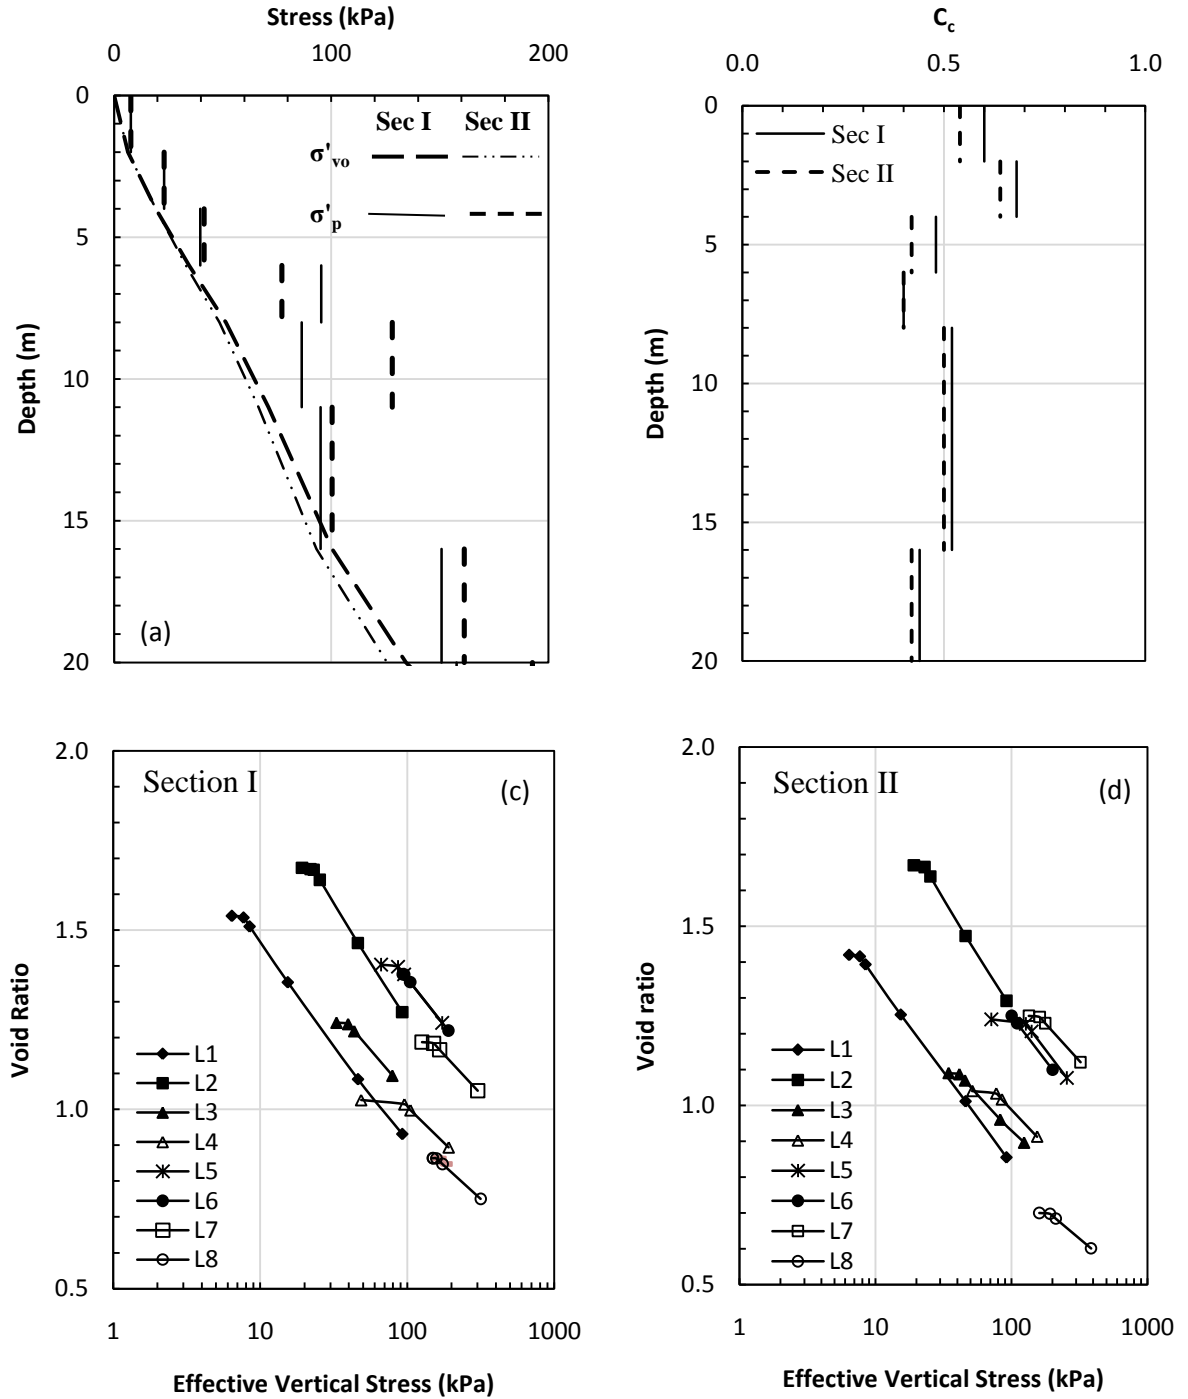 Stress (kPa)
0 100 200
0
5
10
15
20
Depth (m)
Sec I Sec II
σ'vo
σ'p
(a)
Cc
0.0 0.5 1.0
0
5
10
15
20
Depth (m)
Sec I
Sec II
2.0
1.5
1.0
0.5
Void Ratio
Section I
(c)
L1
L2
L3
L4
L5
L6
L7
L8
1 10 100 1000
Effective Vertical Stress (kPa)
2.0
1.5
1.0
0.5
Void ratio
Section II
(d)
L1
L2
L3
L4
L5
L6
L7
L8
1 10 100 1000
Effective Vertical Stress (kPa)